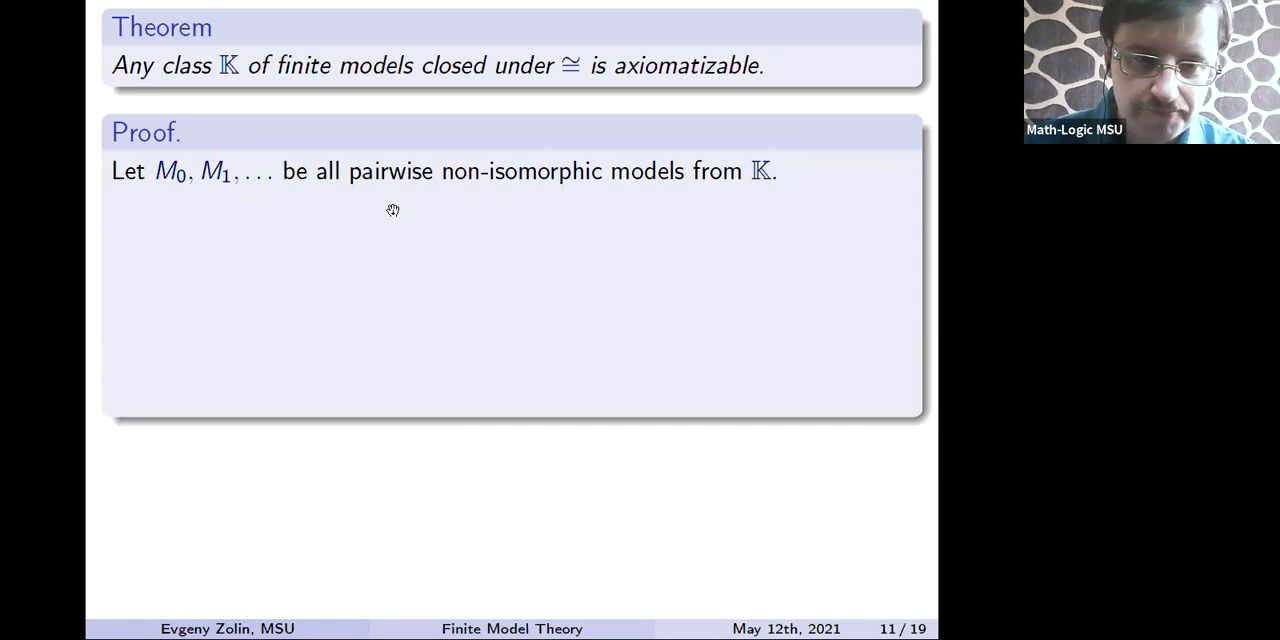 Theorem
Any class 𝕂 of finite models closed under ≅ is axiomatizable.
Math-Logic MSU
Proof.
Let M₀, M₁, . . . be all pairwise non-isomorphic models from 𝕂.
Evgeny Zolin, MSU Finite Model Theory May 12th, 2021 11 / 19